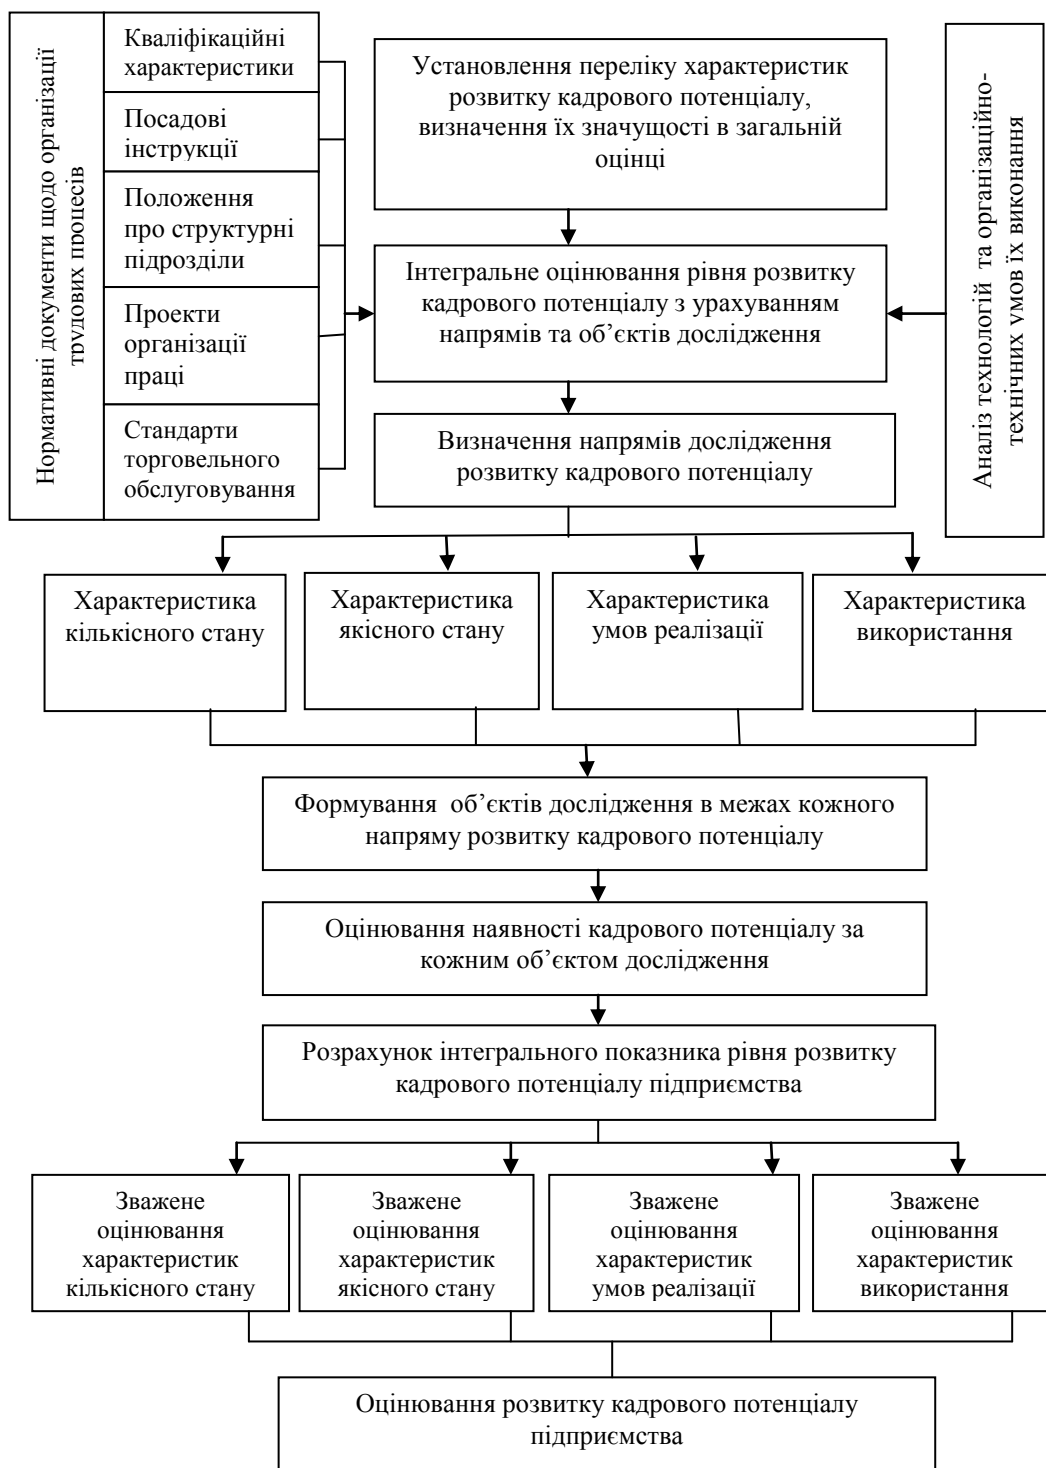 Нормативні документи щодо організації
трудових процесів
Кваліфікаційні
характеристики
Посадові
інструкції
Положення
про структурні
підрозділи
Проекти
організації
праці
Стандарти
торговельного
обслуговування
Установлення переліку характеристик
розвитку кадрового потенціалу,
визначення їх значущості в загальній
оцінці
Інтегральне оцінювання рівня розвитку
кадрового потенціалу з урахуванням
напрямів та об’єктів дослідження
Аналіз технологій та організаційно-
технічних умов їх виконання
Визначення напрямів дослідження
розвитку кадрового потенціалу
Характеристика
кількісного стану
Характеристика
якісного стану
Характеристика
умов реалізації
Характеристика
використання
Формування об’єктів дослідження в межах кожного
напряму розвитку кадрового потенціалу
Оцінювання наявності кадрового потенціалу за
кожним об’єктом дослідження
Розрахунок інтегрального показника рівня розвитку
кадрового потенціалу підприємства
Зважене
оцінювання
характеристик
кількісного стану
Зважене
оцінювання
характеристик
якісного стану
Зважене
оцінювання
характеристик
умов реалізації
Зважене
оцінювання
характеристик
використання
Оцінювання розвитку кадрового потенціалу
підприємства